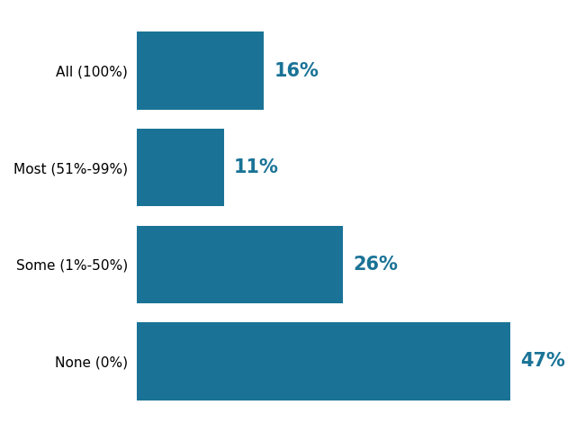 All (100%) 16%
Most (51%-99%) 11%
Some (1%-50%) 26%
None (0%) 47%